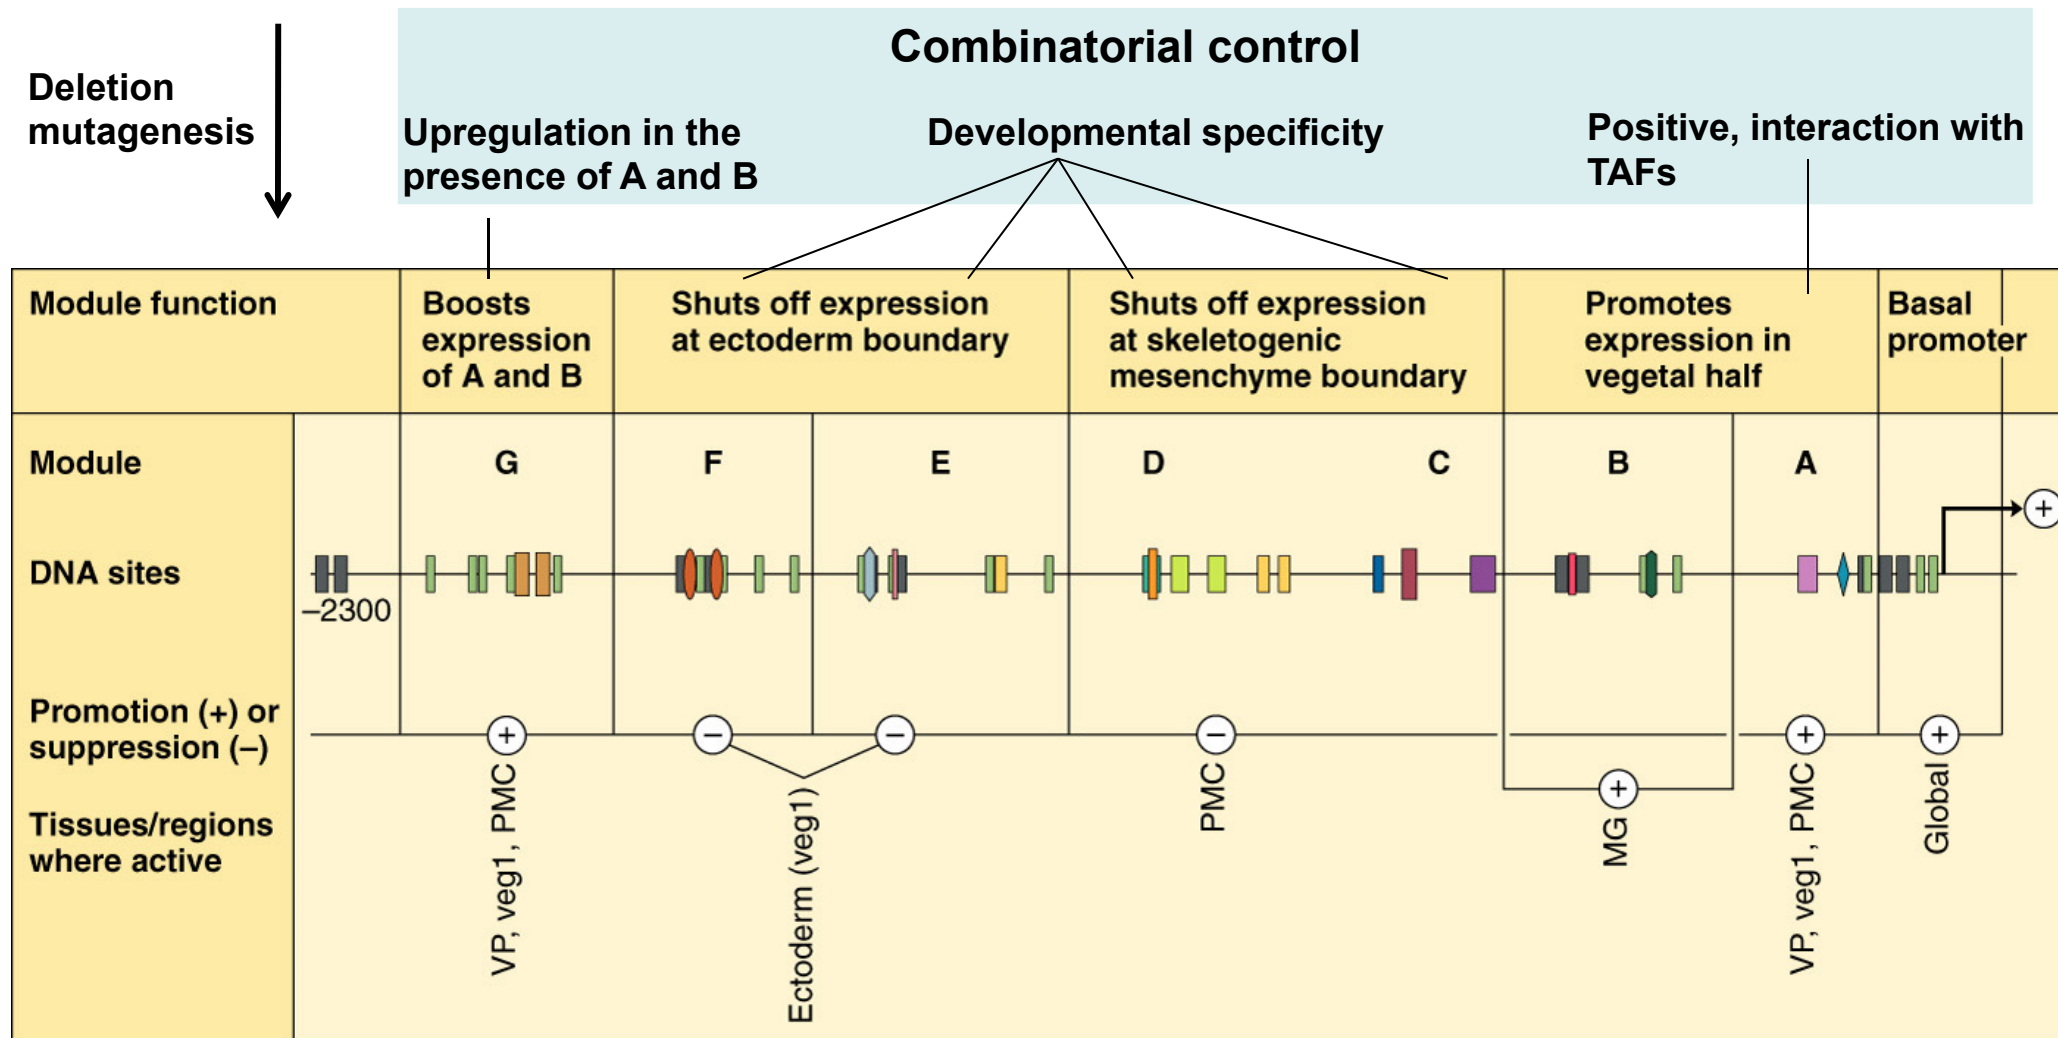 Combinatorial control
Deletion
mutagenesis
Upregulation in the
presence of A and B
Developmental specificity
Positive, interaction with
TAFs
Module function
Boosts
expression
of A and B
Shuts off expression
at ectoderm boundary
Shuts off expression
at skeletogenic
mesenchyme boundary
Promotes
expression in
vegetal half
Basal
promoter
Module
G
F
E
D
C
B
A
+
DNA sites
–2300
Promotion (+) or
suppression (–)
+
–
–
–
+
+
+
Tissues/regions
where active
VP, veg1, PMC
Ectoderm (veg1)
PMC
MG
VP, veg1, PMC
Global